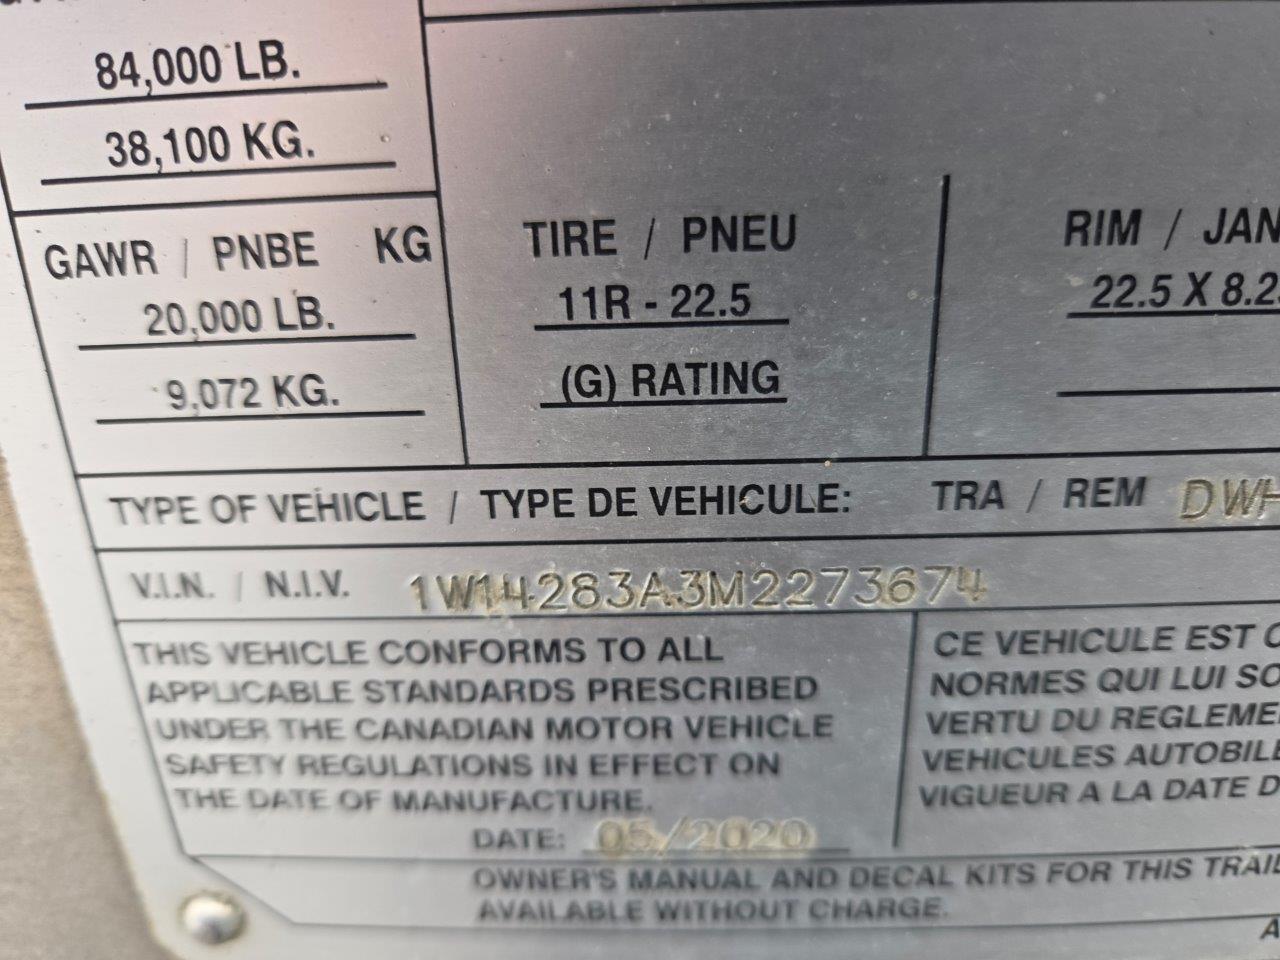 84,000 LB.
38,100 KG.
GAWR / PNBE KG
20,000 LB.
9,072 KG.
TIRE / PNEU
11R - 22.5
(G) RATING
RIM / JAN
22.5 X 8.2
TYPE OF VEHICLE / TYPE DE VEHICULE: TRA / REM DWH
V.I.N. / N.I.V. 1W14283A3M2273674
THIS VEHICLE CONFORMS TO ALL
APPLICABLE STANDARDS PRESCRIBED
UNDER THE CANADIAN MOTOR VEHICLE
SAFETY REGULATIONS IN EFFECT ON
THE DATE OF MANUFACTURE.
DATE: 05/2020
CE VEHICULE EST C
NORMES QUI LUI SO
VERTU DU REGLEME
VEHICULES AUTOBILE
VIGUEUR A LA DATE D
OWNER'S MANUAL AND DECAL KITS FOR THIS TRAIL
AVAILABLE WITHOUT CHARGE.
A